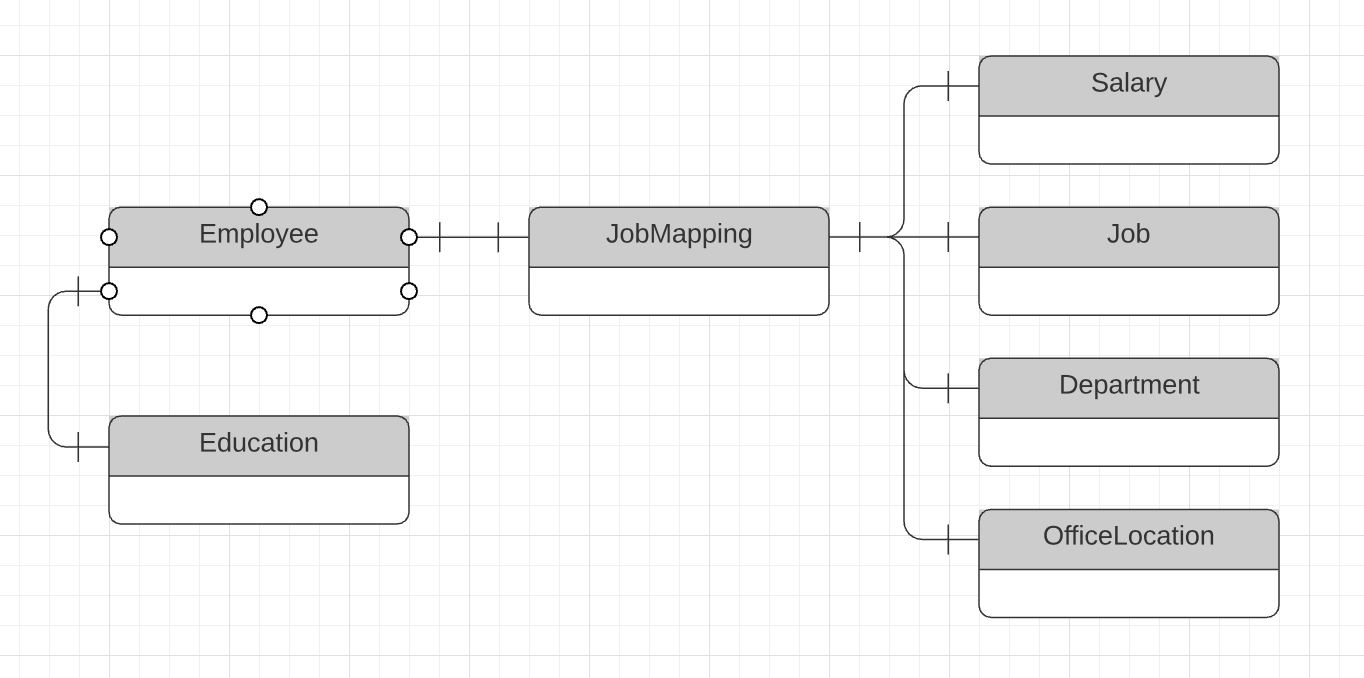 Salary
Employee
JobMapping
Job
Department
Education
OfficeLocation